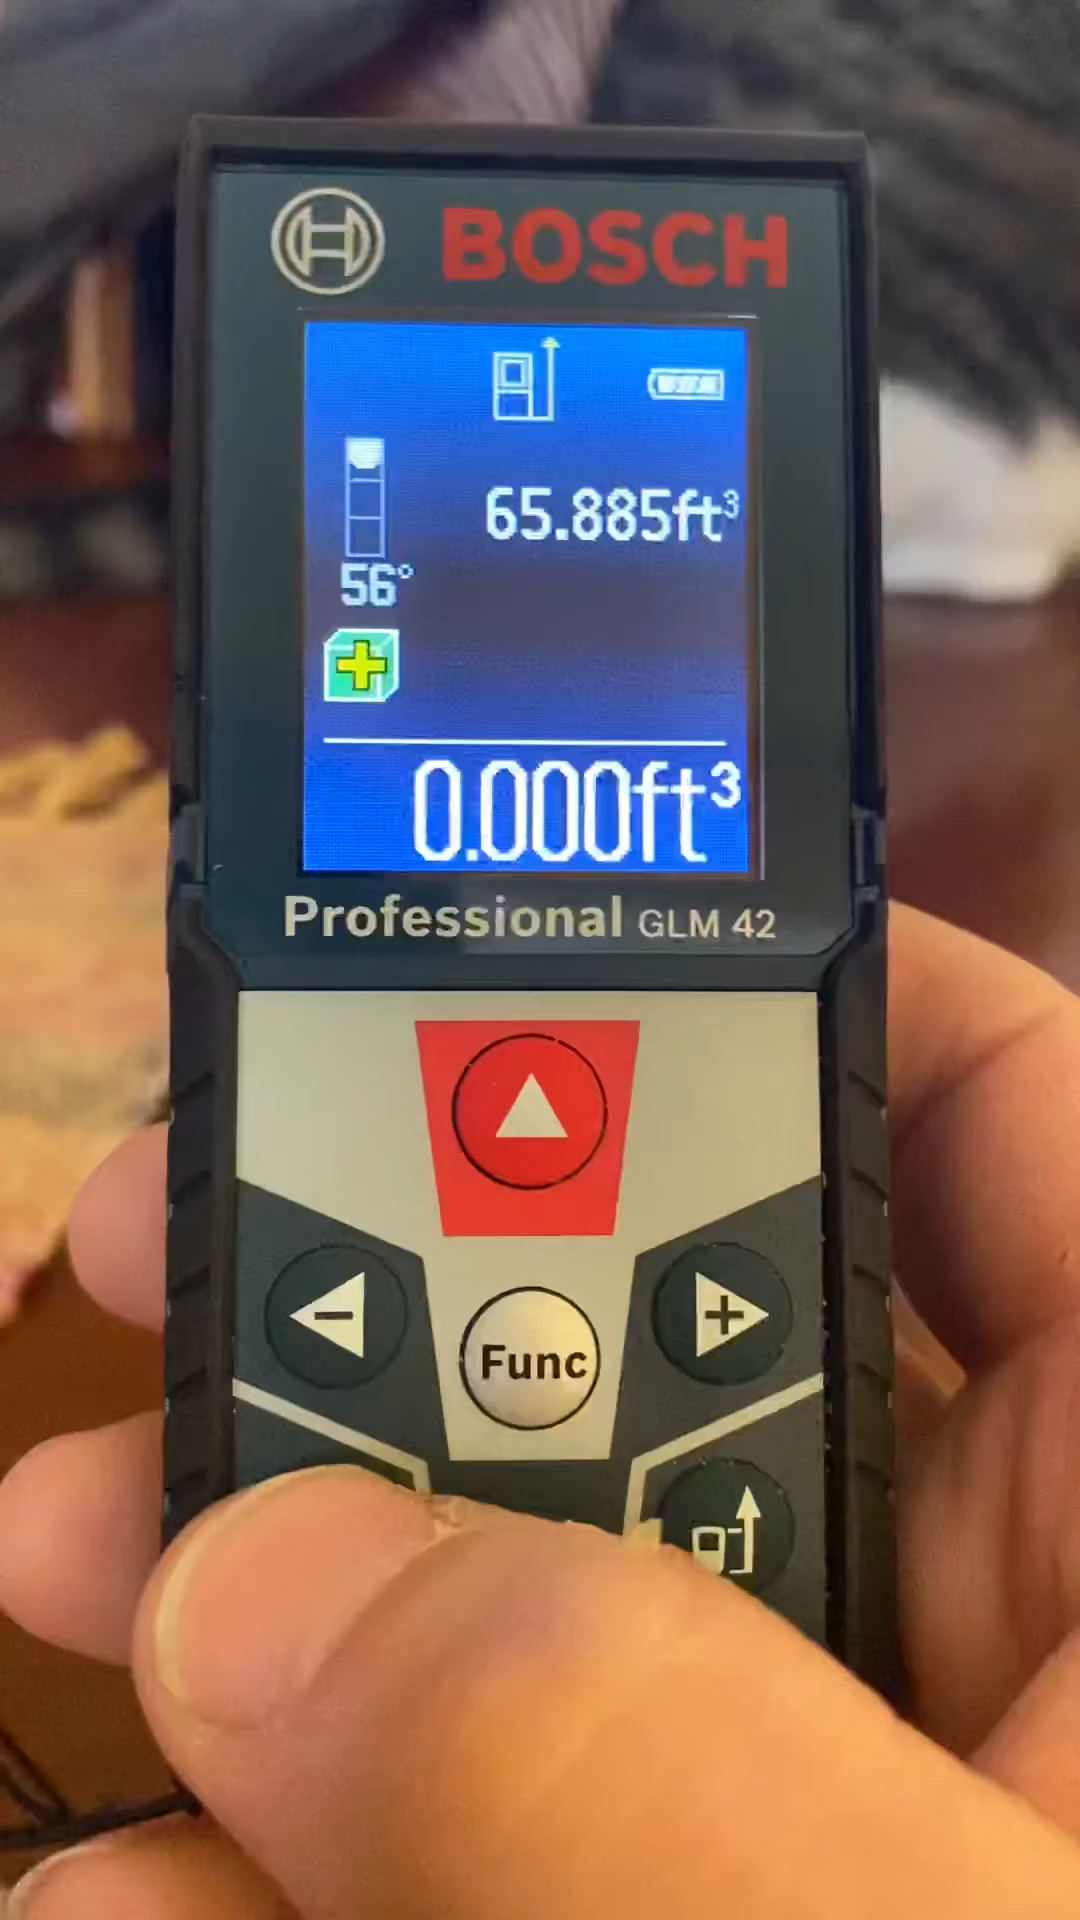 BOSCH
65.885ft³
56°
0.000ft³
Professional GLM 42
-
Func
+